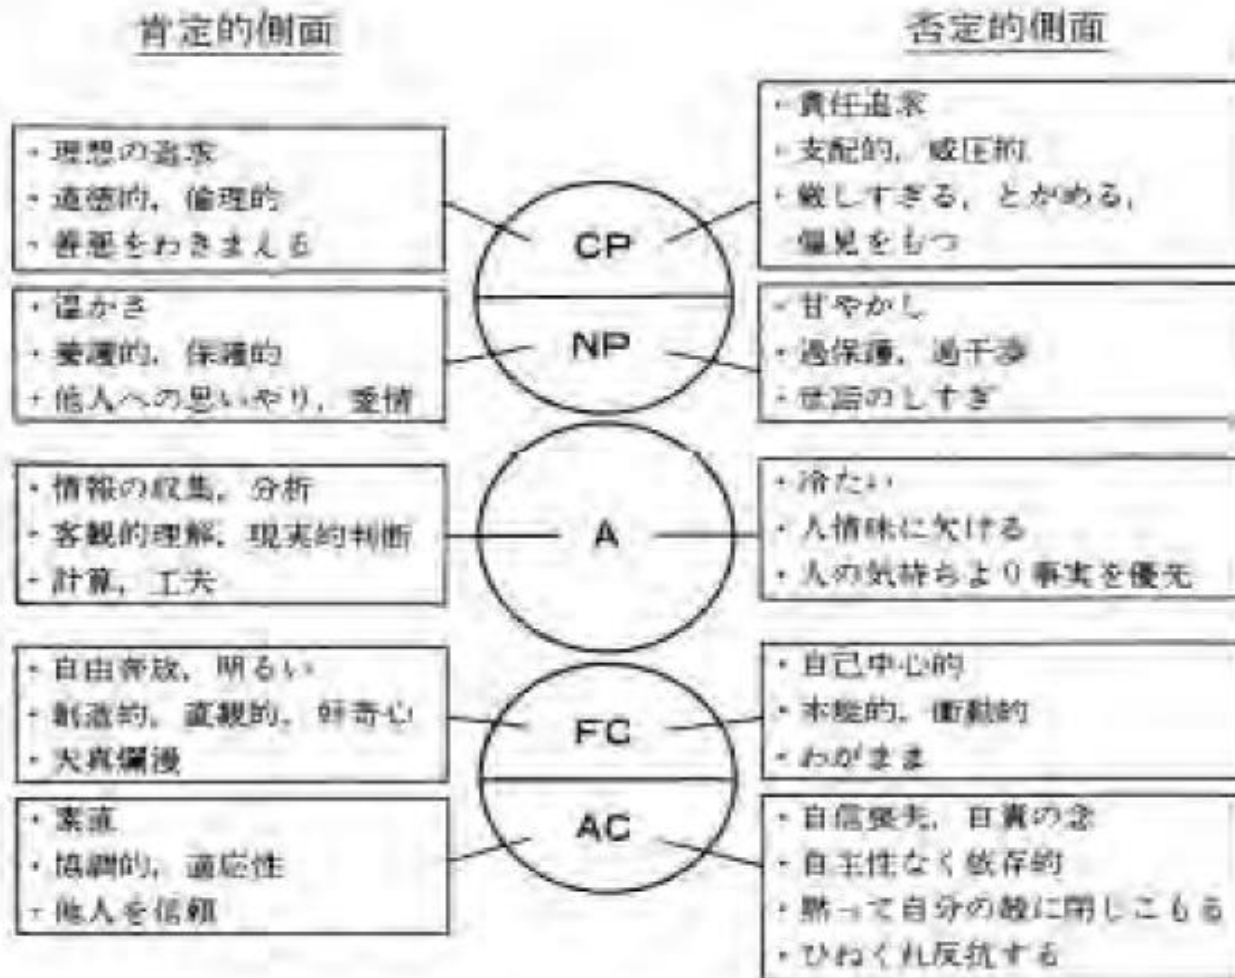 肯定的側面
否定的側面
・理想の追求
・道徳的，倫理的
・善悪をわきまえる
・責任追求
・支配的，威圧的
・厳しすぎる，とがめる，
偏見をもつ
CP
・温かさ
・養護的，保護的
・他人への思いやり，愛情
・甘やかし
・過保護，過干渉
・世話のしすぎ
NP
・情報の収集，分析
・客観的理解，現実的判断
・計算，工夫
A
・冷たい
・人情味に欠ける
・人の気持ちより事実を優先
・自由奔放，明るい
・創造的，直観的，好奇心
・天真爛漫
FC
・自己中心的
・本能的，衝動的
・わがまま
・素直
・協調的，適応性
・他人を信頼
AC
・自信喪失，自責の念
・自主性なく依存的
・黙って自分の殻に閉じこもる
・ひねくれ反抗する